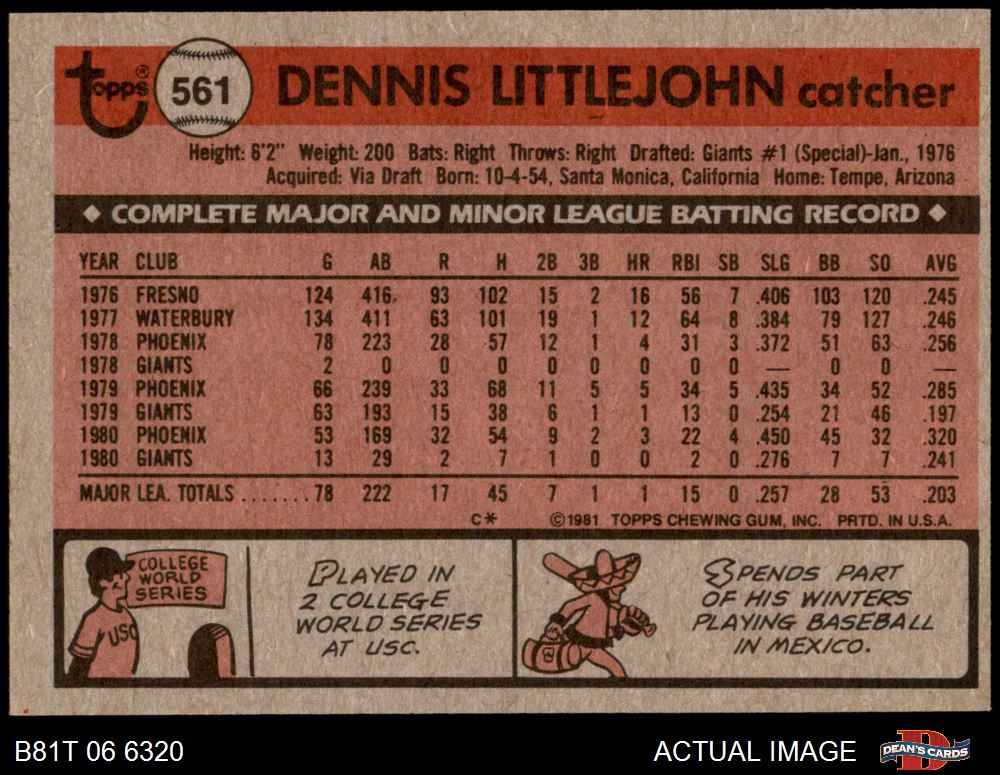 topps®
561
DENNIS LITTLEJOHN catcher
Height: 6'2" Weight: 200 Bats: Right Throws: Right Drafted: Giants #1 (Special)-Jan., 1976
Acquired: Via Draft Born: 10-4-54, Santa Monica, California Home: Tempe, Arizona
◆ COMPLETE MAJOR AND MINOR LEAGUE BATTING RECORD ◆
YEAR CLUB G AB R H 2B 3B HR RBI SB SLG BB SO AVG
1976 FRESNO 124 416 93 102 15 2 16 56 7 .406 103 120 .245
1977 WATERBURY 134 411 63 101 19 1 12 64 8 .384 79 127 .246
1978 PHOENIX 78 223 28 57 12 1 4 31 3 .372 51 63 .256
1978 GIANTS 2 0 0 0 0 0 0 0 0 — 0 0 —
1979 PHOENIX 66 239 33 68 11 5 5 34 5 .435 34 52 .285
1979 GIANTS 63 193 15 38 6 1 1 13 0 .254 21 46 .197
1980 PHOENIX 53 169 32 54 9 2 3 22 4 .450 45 32 .320
1980 GIANTS 13 29 2 7 1 0 0 2 0 .276 7 7 .241
MAJOR LEA. TOTALS.......78 222 17 45 7 1 1 15 0 .257 28 53 .203
C* ©1981 TOPPS CHEWING GUM, INC. PRTD. IN U.S.A.
COLLEGE
WORLD
SERIES
USC
PLAYED IN
2 COLLEGE
WORLD SERIES
AT USC.
SPENDS PART
OF HIS WINTERS
PLAYING BASEBALL
IN MEXICO.
B81T 06 6320
ACTUAL IMAGE
D
DEAN'S CARDS